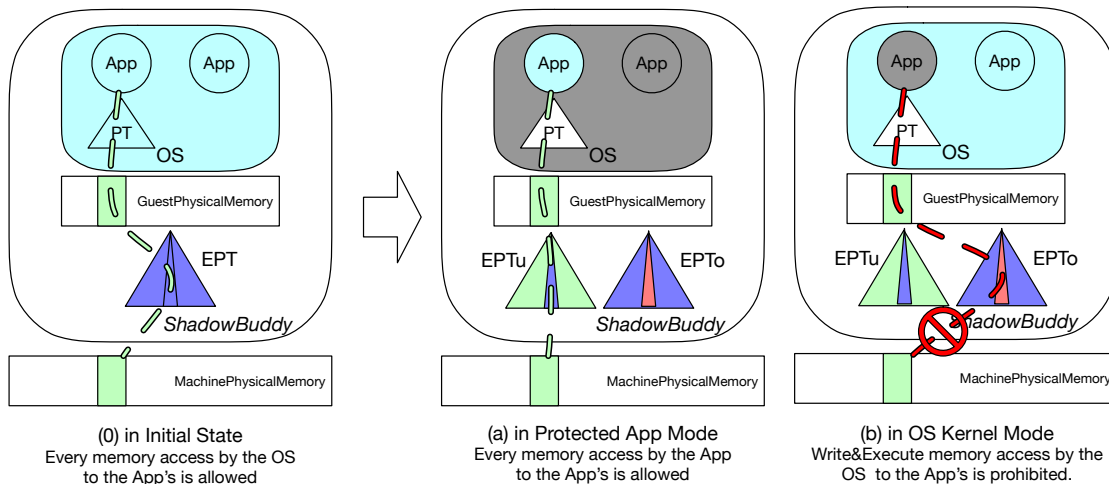 App
App
PT
OS
GuestPhysicalMemory
EPT
ShadowBuddy
MachinePhysicalMemory
(0) in Initial State
Every memory access by the OS
to the App's is allowed
App
App
PT
OS
GuestPhysicalMemory
EPTu
EPTo
ShadowBuddy
MachinePhysicalMemory
(a) in Protected App Mode
Every memory access by the App
to the App's is allowed
App
App
PT
OS
GuestPhysicalMemory
EPTu
EPTo
ShadowBuddy
MachinePhysicalMemory
(b) in OS Kernel Mode
Write&Execute memory access by the
OS to the App's is prohibited.